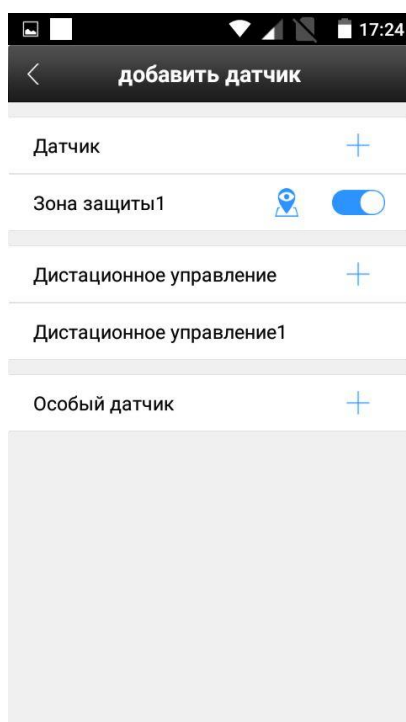 17:24
добавить датчик
Датчик
Зона защиты1
Дистационное управление
Дистационное управление1
Особый датчик